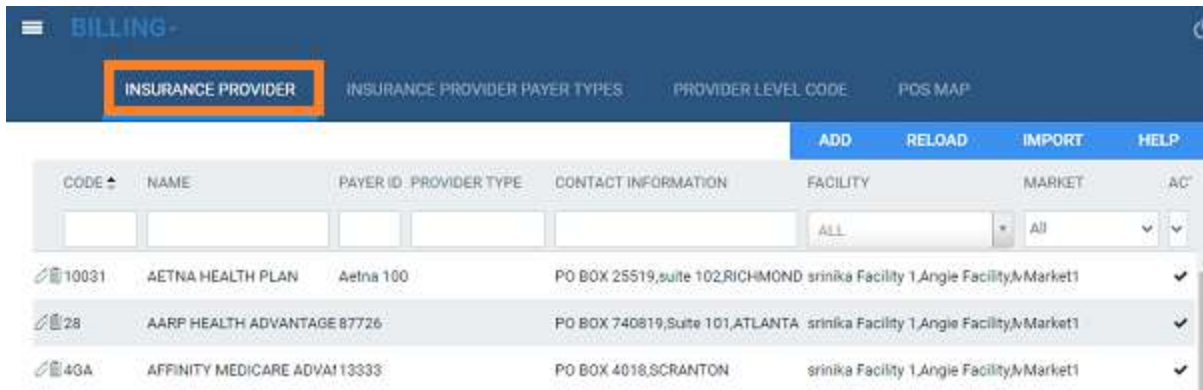 BILLING-
INSURANCE PROVIDER INSURANCE PROVIDER PAYER TYPES PROVIDER LEVEL CODE POS MAP
ADD RELOAD IMPORT HELP
CODE NAME PAYER ID PROVIDER TYPE CONTACT INFORMATION FACILITY MARKET AC
ALL All
10031 AETNA HEALTH PLAN Aetna 100 PO BOX 25519,suite 102,RICHMOND srinika Facility 1,Angie Facility,M Market1
28 AARP HEALTH ADVANTAGE 87726 PO BOX 740819,Suite 101,ATLANTA srinika Facility 1,Angie Facility,M Market1
4GA AFFINITY MEDICARE ADVA 13333 PO BOX 4018,SCRANTON srinika Facility 1,Angie Facility,M Market1